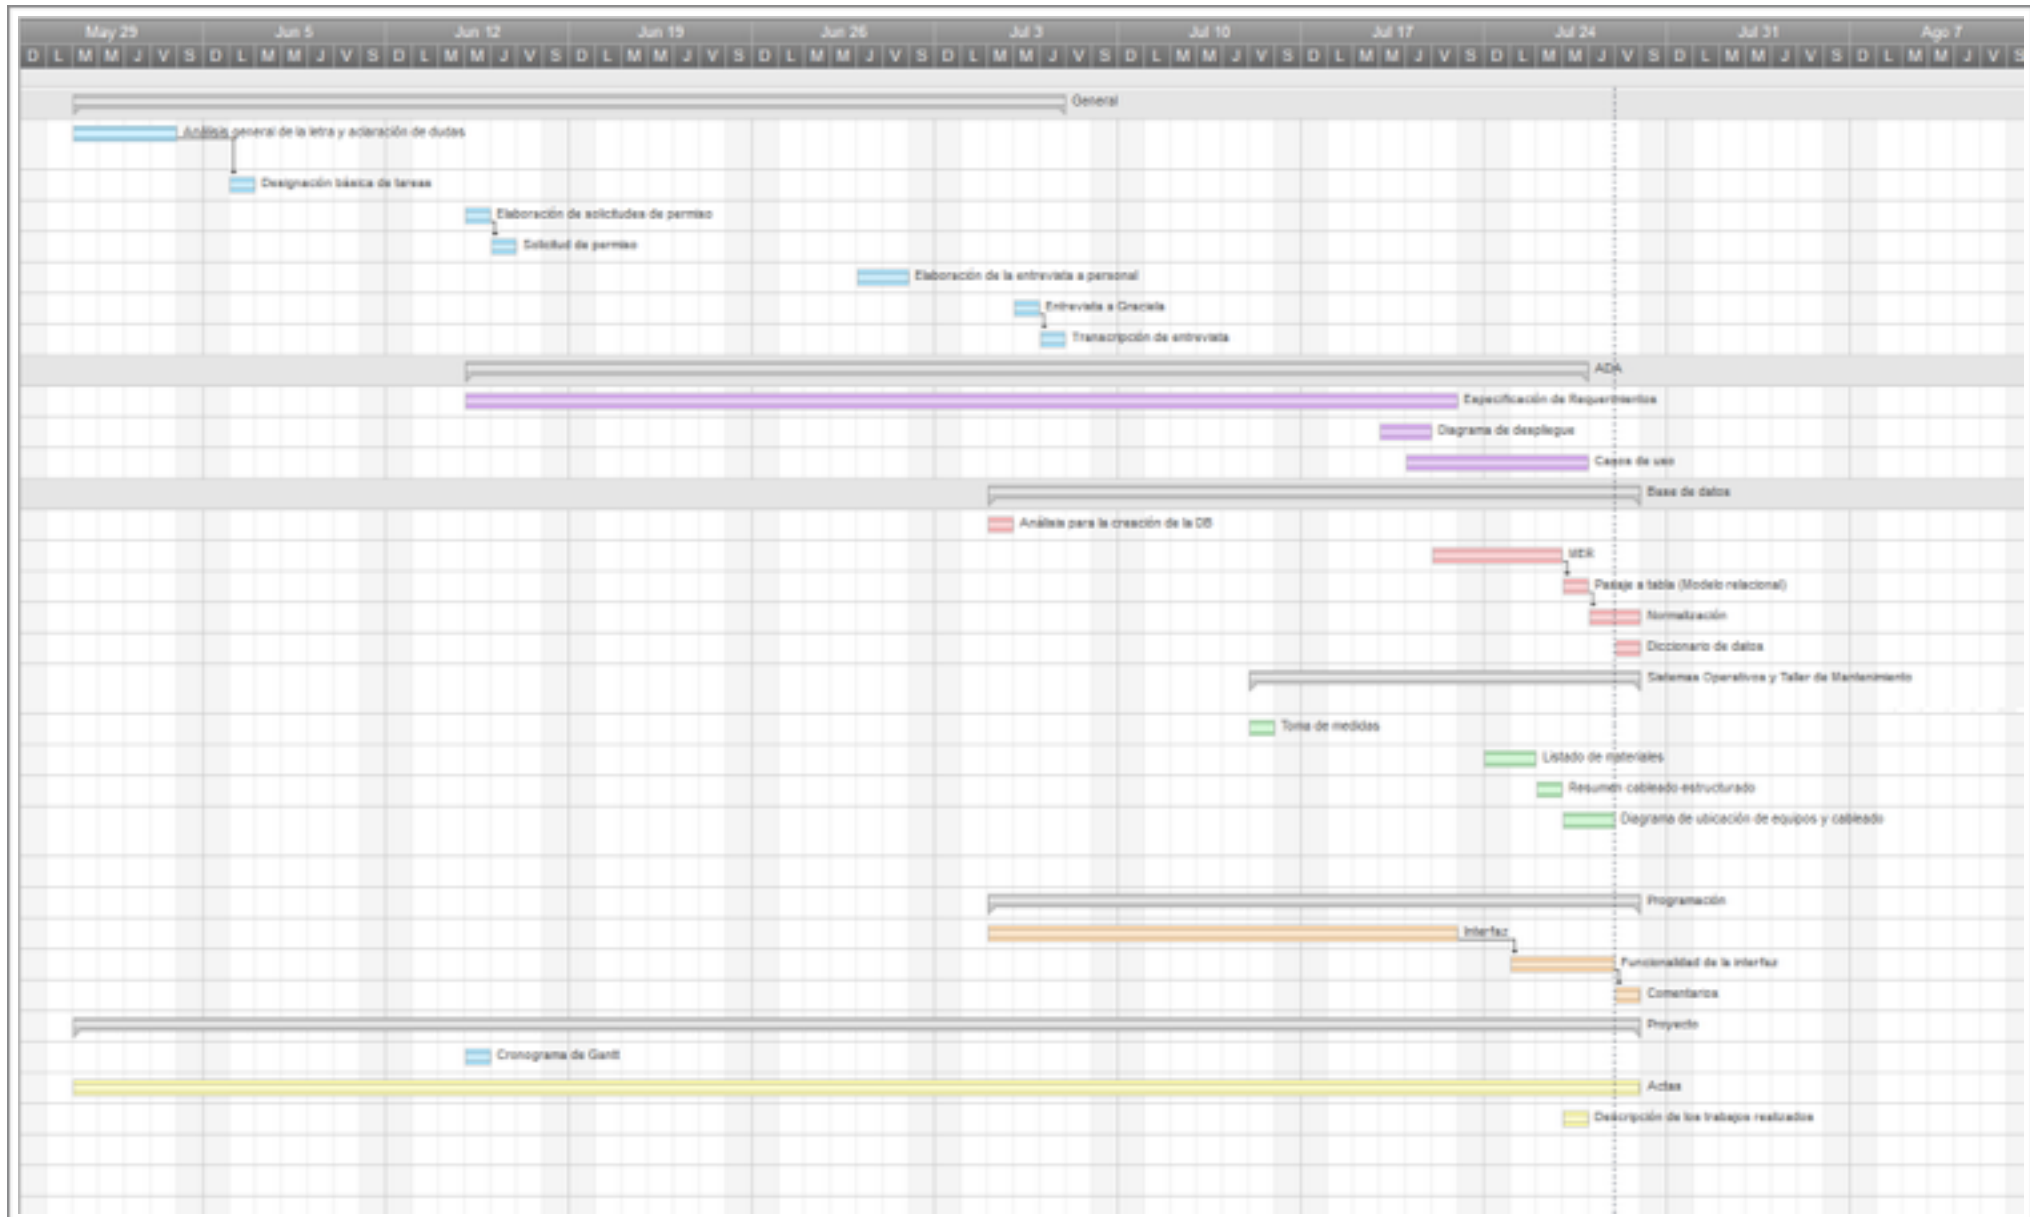 May 29 Jun 5 Jun 12 Jun 19 Jun 26 Jul 3 Jul 10 Jul 17 Jul 24 Jul 31 Ago 7
D L M M J V S D L M M J V S D L M M J V S D L M M J V S D L M M J V S D L M M J V S D L M M J V S D L M M J V S D L M M J V S D L M M J V S D L M M J V S
General
Análisis general de la letra y aclaración de dudas
Designación básica de tareas
Elaboración de solicitudes de permiso
Solicitud de permiso
Elaboración de la entrevista a personal
Entrevista a Graciela
Transcripción de entrevista
ADA
Especificación de Requerimientos
Diagrama de despliegue
Casos de uso
Base de datos
Análisis para la creación de la DB
MER
Pasaje a tabla (Modelo relacional)
Normalización
Diccionario de datos
Sistemas Operativos y Taller de Mantenimiento
Toma de medidas
Listado de materiales
Resumen cableado estructurado
Diagrama de ubicación de equipos y cableado
Programación
Interfaz
Funcionalidad de la interfaz
Comentarios
Proyecto
Cronograma de Gantt
Actas
Descripción de los trabajos realizados